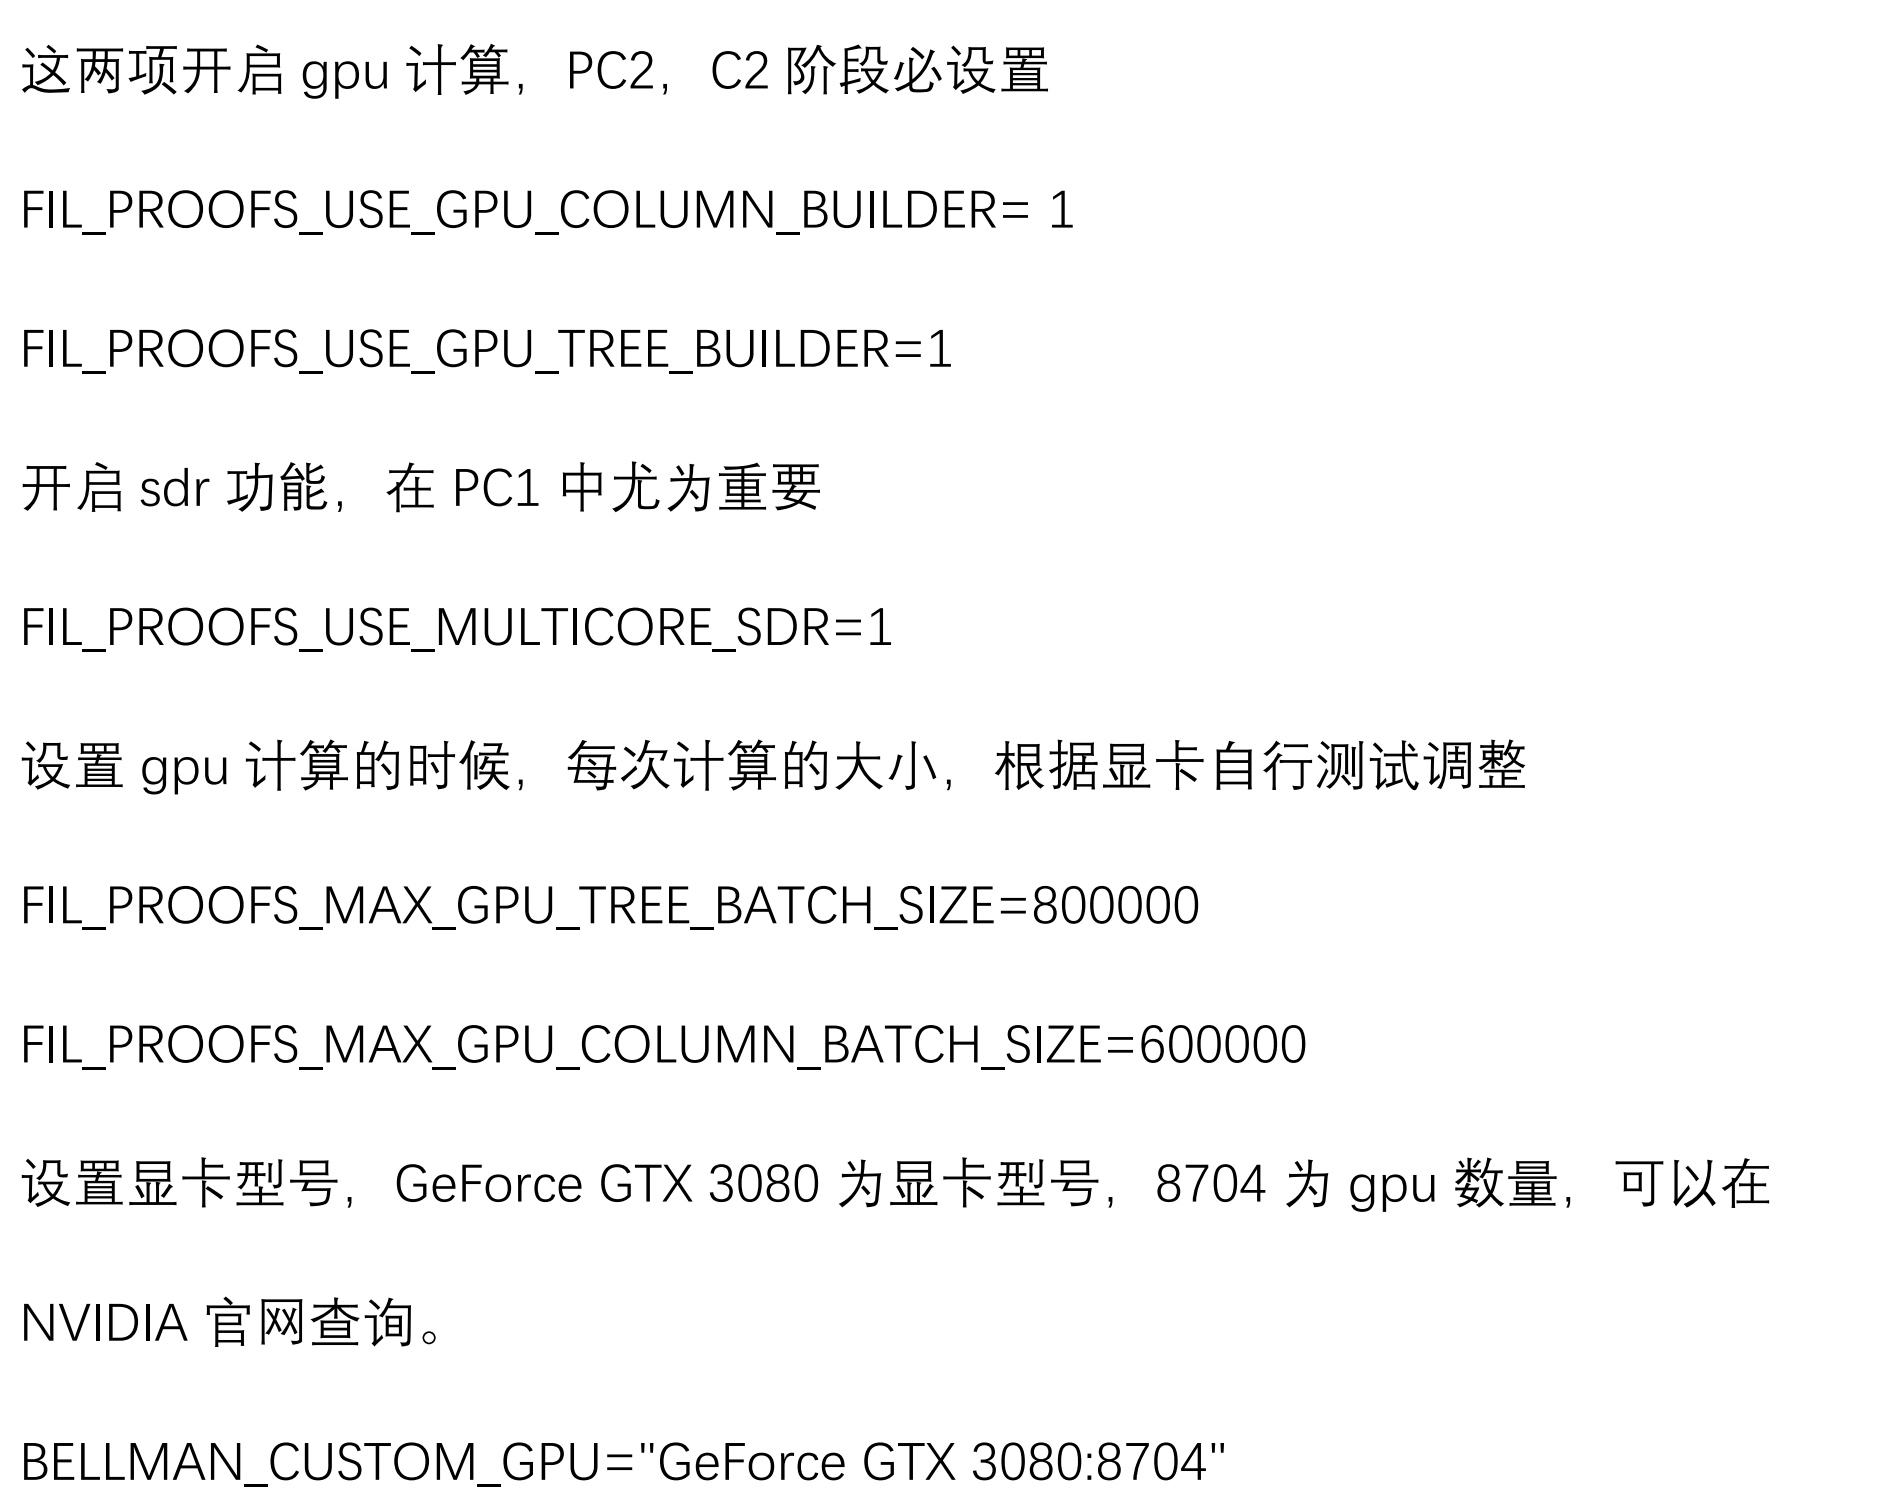 这两项开启 gpu 计算，PC2，C2 阶段必设置
FIL_PROOFS_USE_GPU_COLUMN_BUILDER= 1
FIL_PROOFS_USE_GPU_TREE_BUILDER=1
开启 sdr 功能，在 PC1 中尤为重要
FIL_PROOFS_USE_MULTICORE_SDR=1
设置 gpu 计算的时候，每次计算的大小，根据显卡自行测试调整
FIL_PROOFS_MAX_GPU_TREE_BATCH_SIZE=800000
FIL_PROOFS_MAX_GPU_COLUMN_BATCH_SIZE=600000
设置显卡型号，GeForce GTX 3080 为显卡型号，8704 为 gpu 数量，可以在
NVIDIA 官网查询。
BELLMAN_CUSTOM_GPU="GeForce GTX 3080:8704"